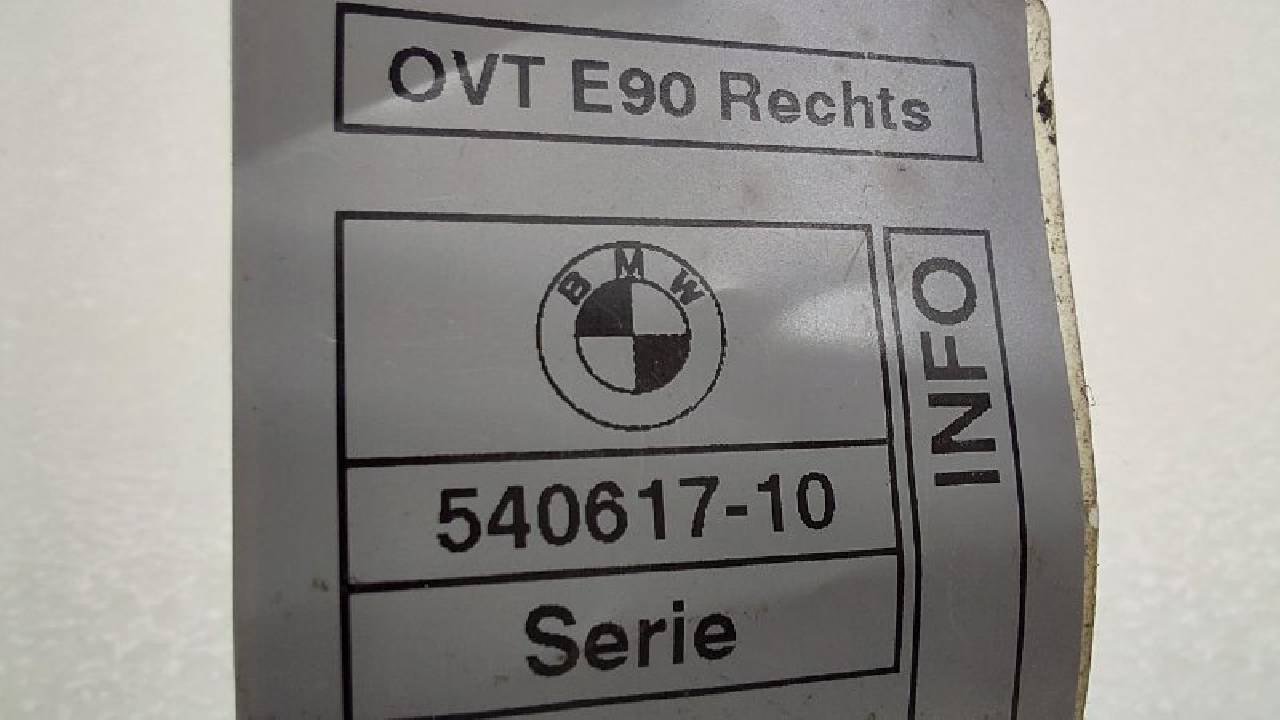 OVT E90 Rechts
BMW
INFO
540617-10
Serie